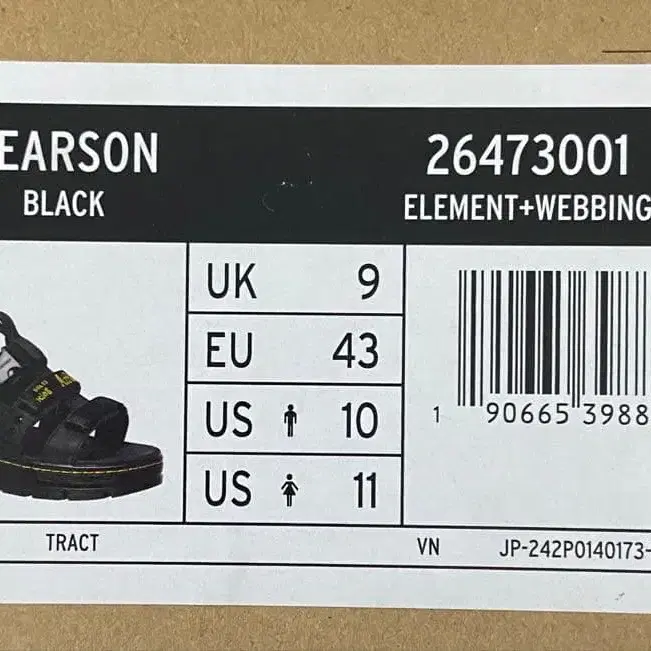 EARSON
BLACK
26473001
ELEMENT+WEBBING
UK 9
EU 43
US 10
US 11
1 90665 3988
TRACT
VN
JP-242P0140173-